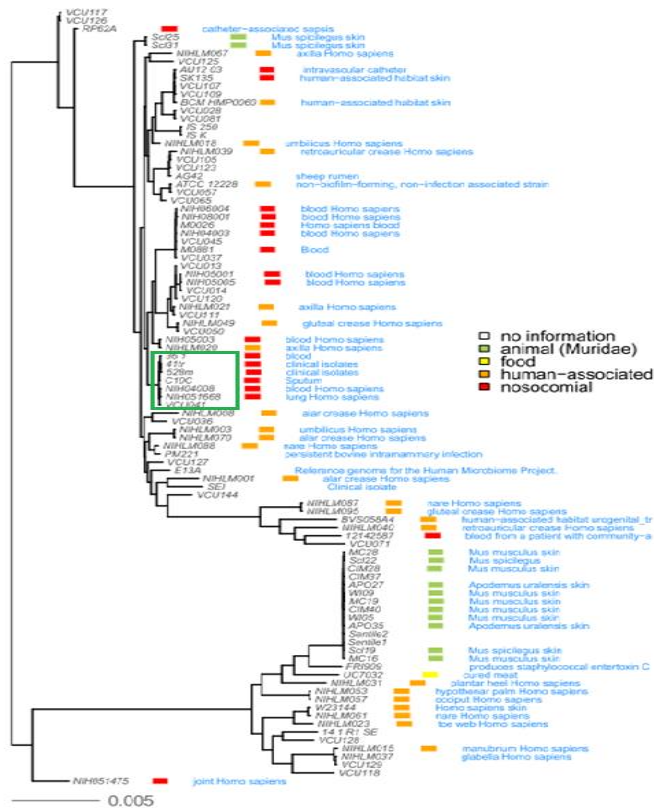 VCU117
VCU126
RP62A catheter-associated sepsis
Scl25 Mus spicilegus skin
Scl31 Mus spicilegus skin
NIHLM067 axilla Homo sapiens
VCU125
AU12-03 intravascular catheter
SK135 human-associated habitat skin
VCU107
VCU109
BCM-HMP0060 human-associated habitat skin
VCU028
VCU081
IS-250
IS-K
NIHLM018 umbilicus Homo sapiens
NIHLM039 retroauricular crease Homo sapiens
VCU105
VCU123
AG42 sheep rumen
ATCC 12228 non-biofilm-forming, non-infection associated strain
VCU057
VCU065
NIH06004 blood Homo sapiens
NIH08001 blood Homo sapiens
M0026 Homo sapiens blood
NIH04003 blood Homo sapiens
VCU045
M0881 Blood
VCU037
VCU013
NIH05001 blood Homo sapiens
NIH05005 blood Homo sapiens
VCU014
VCU120
NIHLM021 axilla Homo sapiens
VCU111
NIHLM049 gluteal crease Homo sapiens
VCU050
NIH05003 blood Homo sapiens
NIHLM020 axilla Homo sapiens
36-1 blood
41tr clinical isolates
528m clinical isolates
C10C Sputum
NIH04008 blood Homo sapiens
NIH051668 lung Homo sapiens
VCU041
NIHLM008 alar crease Homo sapiens
VCU036
NIHLM003 umbilicus Homo sapiens
NIHLM070 alar crease Homo sapiens
NIHLM088 nare Homo sapiens
PM221 persistent bovine intramammary infection
VCU127
E13A Reference genome for the Human Microbiome Project.
NIHLM001 alar crease Homo sapiens
SEI Clinical isolate
VCU144
NIHLM087 nare Homo sapiens
NIHLM095 gluteal crease Homo sapiens
BVS058A4 human-associated habitat urogenital_tr
NIHLM040 retroauricular crease Homo sapiens
12142587 blood from a patient with community-a
VCU071
MC28 Mus musculus skin
Scl22 Mus spicilegus
CIM28 Mus musculus skin
CIM37
APO27 Apodemus uralensis skin
WI09 Mus musculus skin
MC19 Mus musculus skin
CIM40 Mus musculus skin
WI05 Mus musculus skin
APO35 Apodemus uralensis skin
Sentile2
Sentile1
Scl19 Mus spicilegus skin
MC16 Mus musculus skin
FRI909 produces staphylococcal entertoxin C
UC7032 cured meat
NIHLM031 plantar heel Homo sapiens
NIHLM053 hypothenar palm Homo sapiens
NIHLM057 occiput Homo sapiens
W23144 Homo sapiens skin
NIHLM061 nare Homo sapiens
NIHLM023 toe web Homo sapiens
14.1.R1.SE
VCU128
NIHLM015 manubrium Homo sapiens
NIHLM037 glabella Homo sapiens
VCU129
VCU118
NIH051475 joint Homo sapiens
0.005
no information
animal (Muridae)
food
human-associated
nosocomial